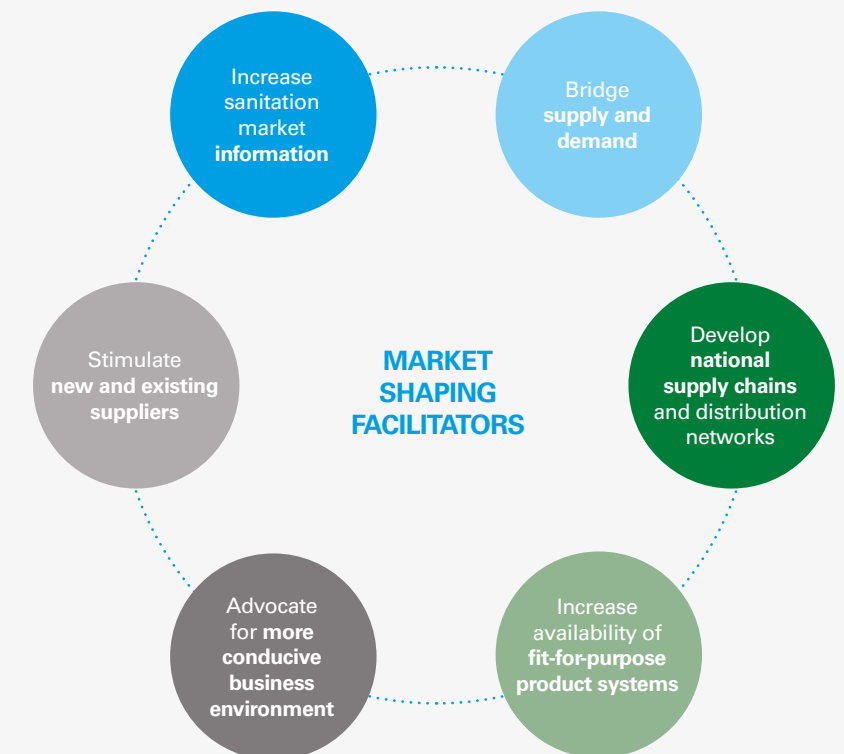 Increase
sanitation
market
information
Bridge
supply and
demand
Stimulate
new and existing
suppliers
MARKET
SHAPING
FACILITATORS
Develop
national
supply chains
and distribution
networks
Advocate
for more
conducive
business
environment
Increase
availability of
fit-for-purpose
product systems